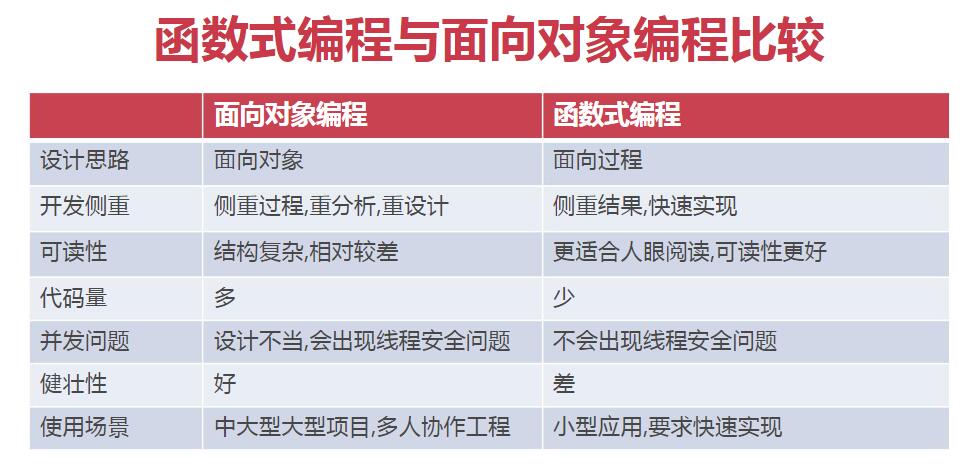 函数式编程与面向对象编程比较
面向对象编程 函数式编程
设计思路 面向对象 面向过程
开发侧重 侧重过程,重分析,重设计 侧重结果,快速实现
可读性 结构复杂,相对较差 更适合人眼阅读,可读性更好
代码量 多 少
并发问题 设计不当,会出现线程安全问题 不会出现线程安全问题
健壮性 好 差
使用场景 中大型大型项目,多人协作工程 小型应用,要求快速实现